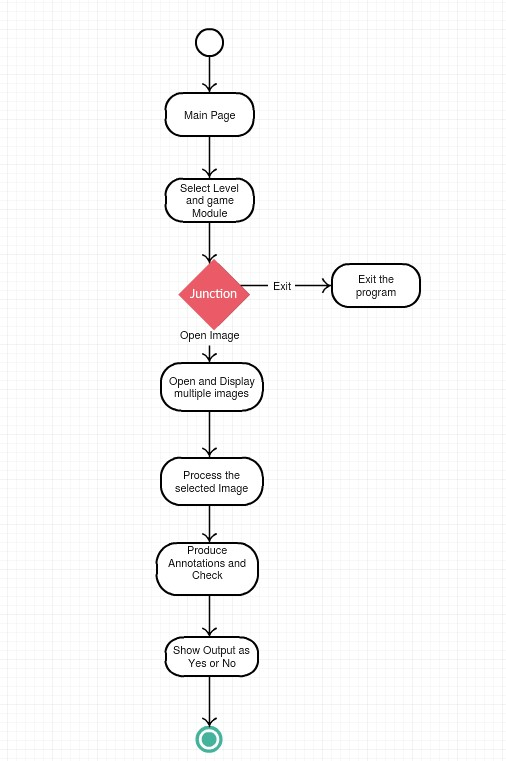 Main Page
Select Level
and game
Module
Junction
Exit
Exit the
program
Open Image
Open and Display
multiple images
Process the
selected Image
Produce
Annotations and
Check
Show Output as
Yes or No